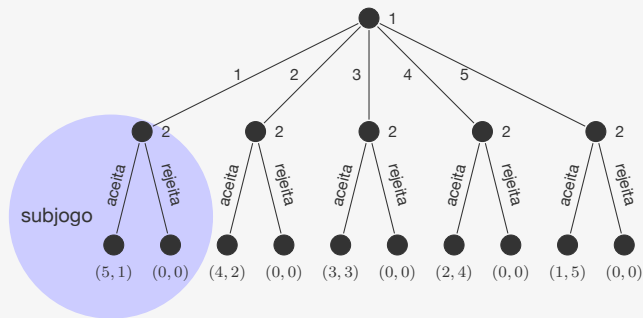 1
1 2 3 4 5
2 2 2 2 2
aceita rejeita aceita rejeita aceita rejeita aceita rejeita aceita rejeita
subjogo
(5, 1) (0, 0) (4, 2) (0, 0) (3, 3) (0, 0) (2, 4) (0, 0) (1, 5) (0, 0)